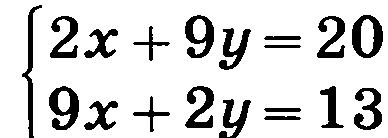 2x + 9y = 20
9x + 2y = 13